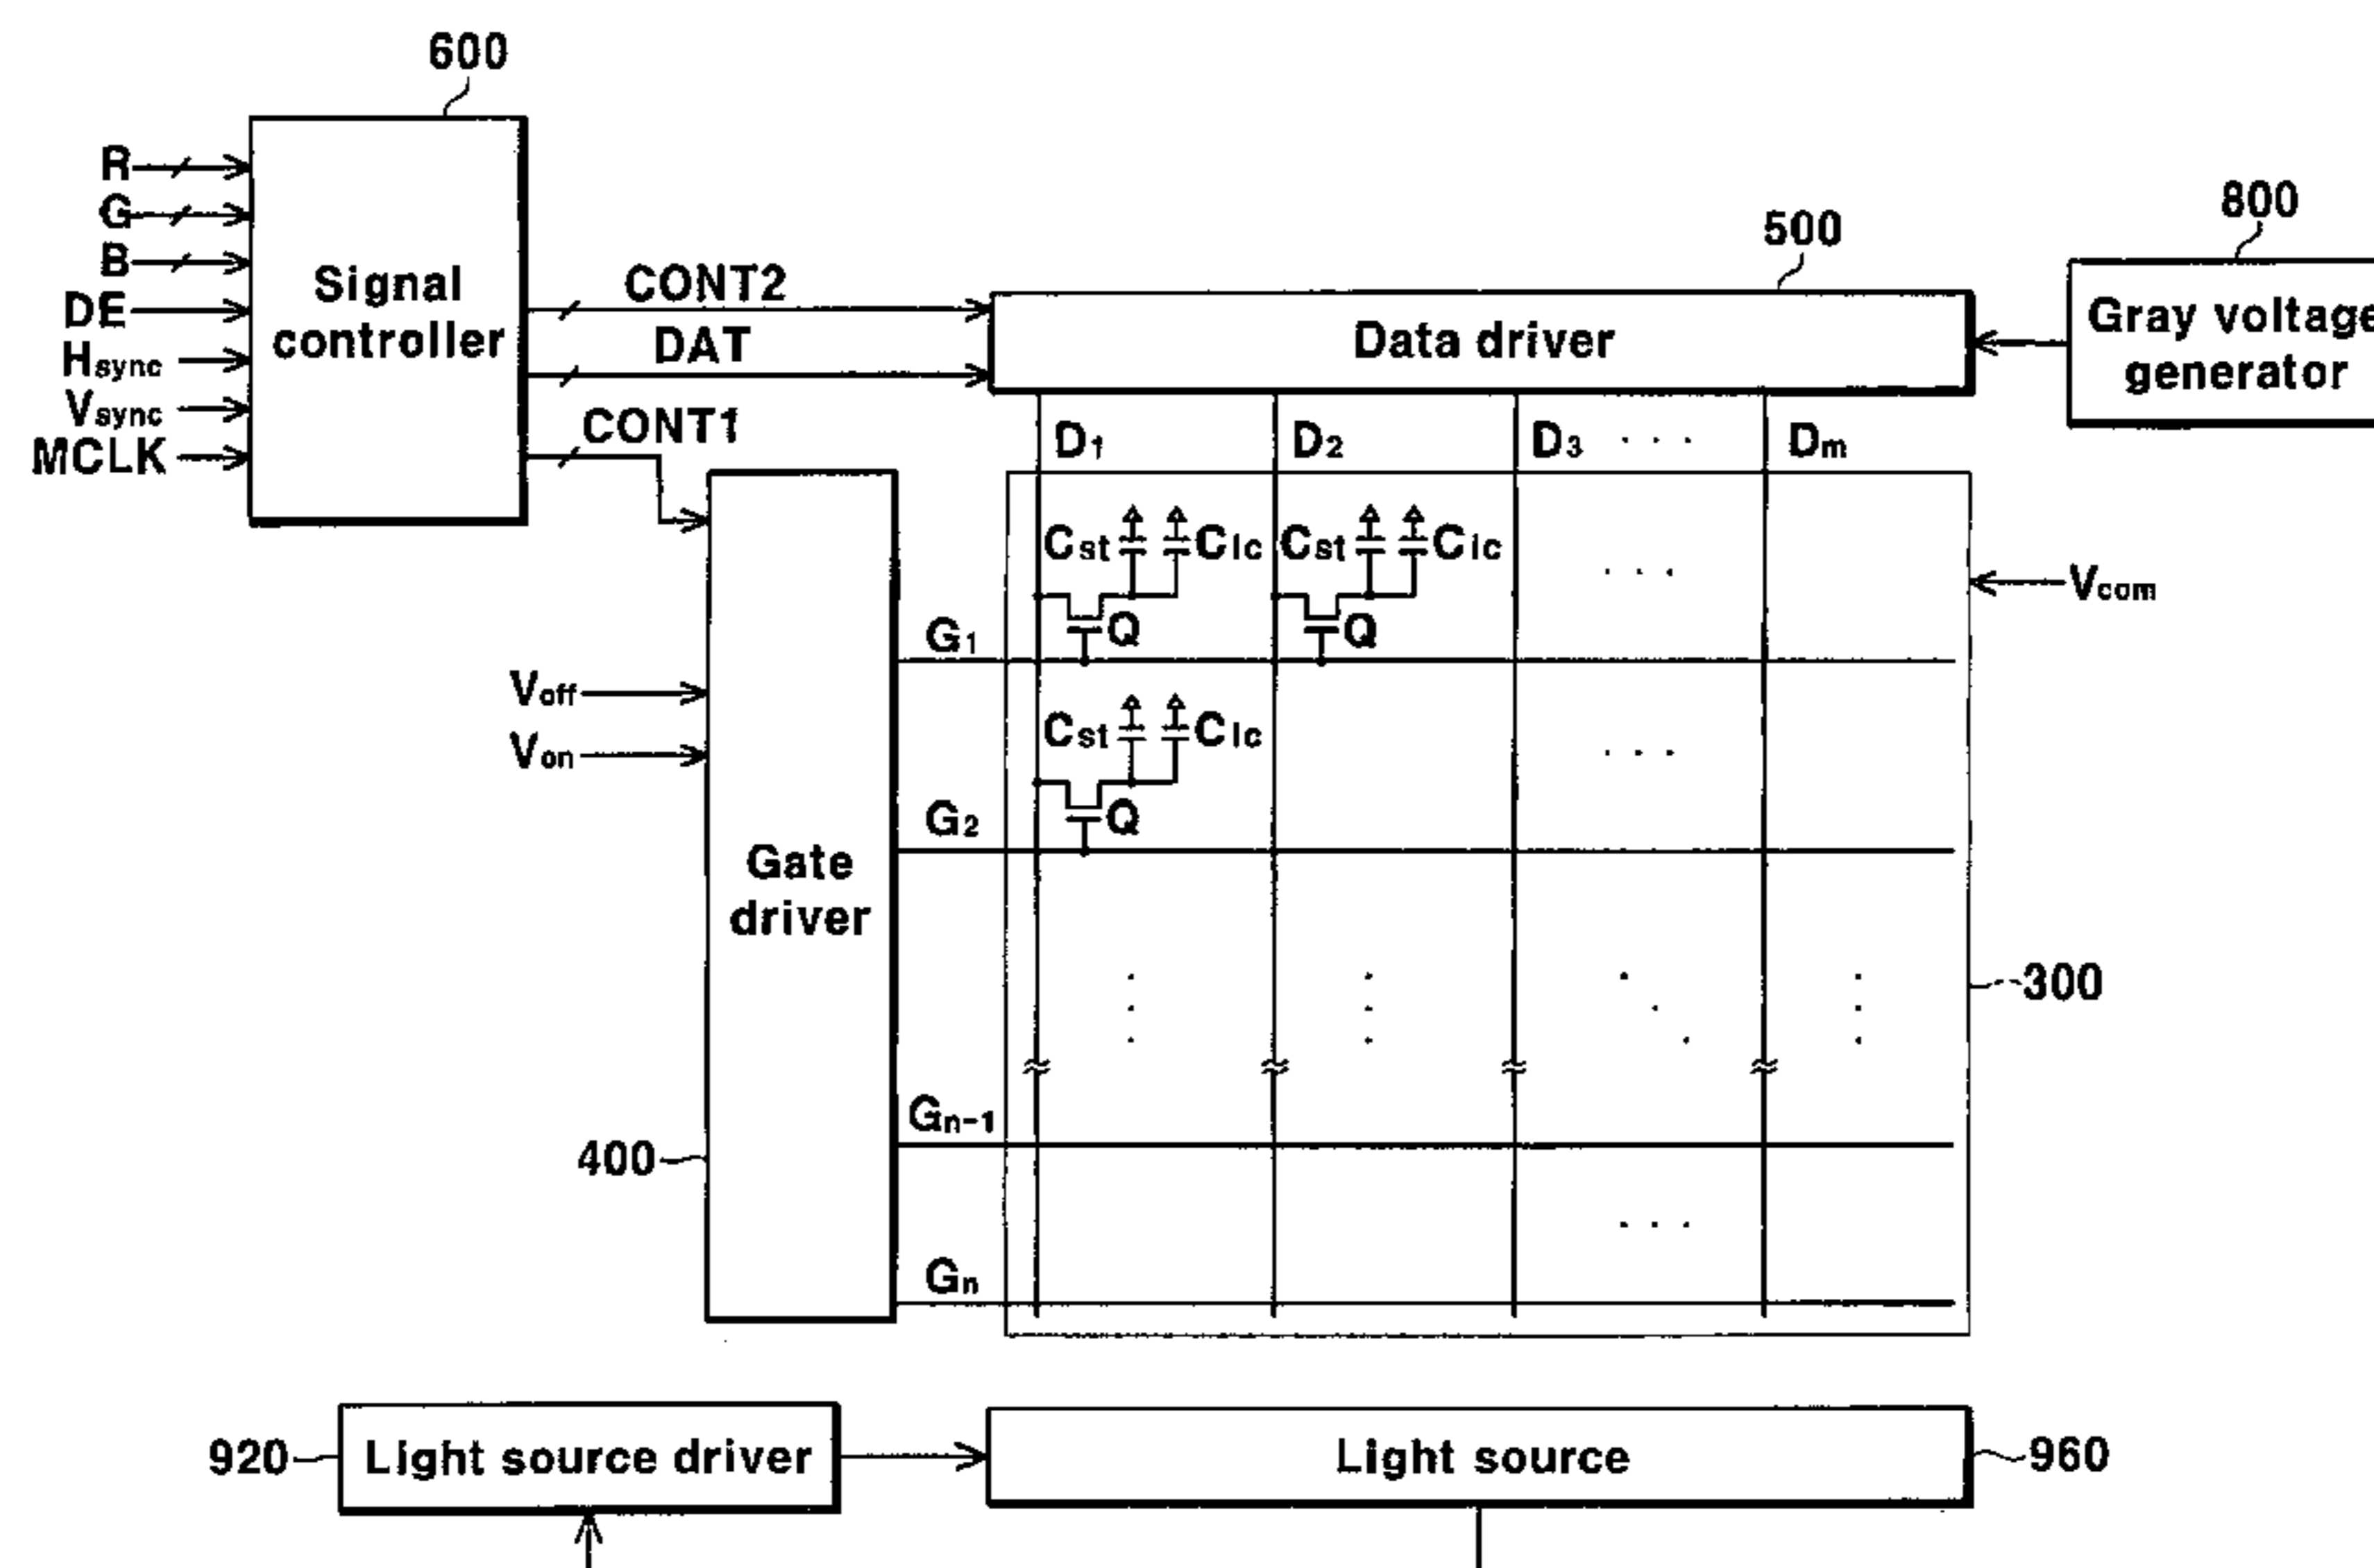 600
R
G
B
DE
Hsync
Vsync
MCLK
Signal
controller
CONT2
DAT
CONT1
500
Data driver
800
Gray voltage
generator
D1 D2 D3 ... Dm
Cst Clc Cst Clc
... 
Vcom
Q Q
G1
Voff
Von
Cst Clc
...
Q
G2
Gate
driver
300
Gn-1
400
...
Gn
920
Light source driver
Light source
960